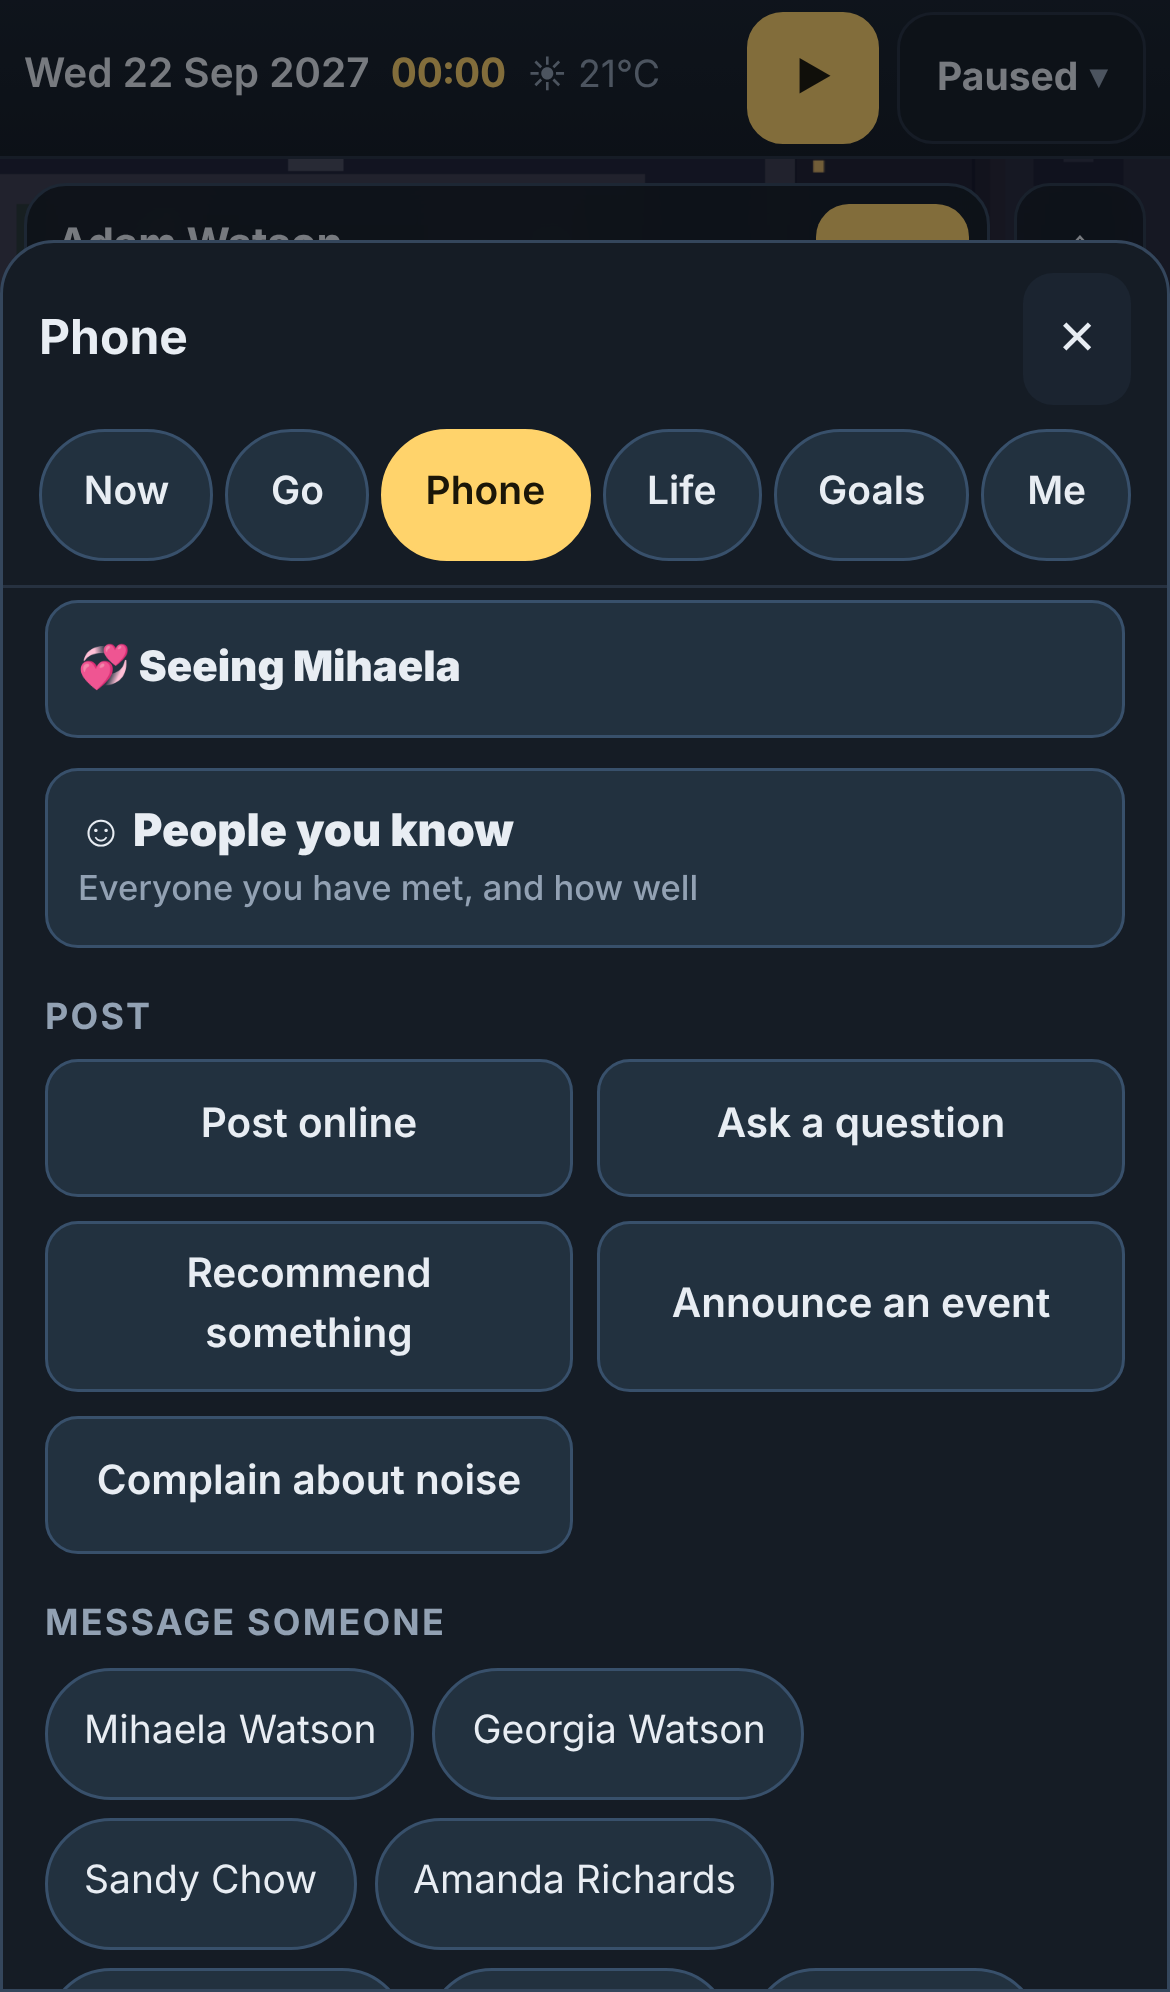 Wed 22 Sep 2027 00:00 ☀ 21°C
Paused ▾
Adam Watson
Phone
Now Go Phone Life Goals Me
💞 Seeing Mihaela
☺ People you know
Everyone you have met, and how well
POST
Post online
Ask a question
Recommend
something
Announce an event
Complain about noise
MESSAGE SOMEONE
Mihaela Watson
Georgia Watson
Sandy Chow
Amanda Richards